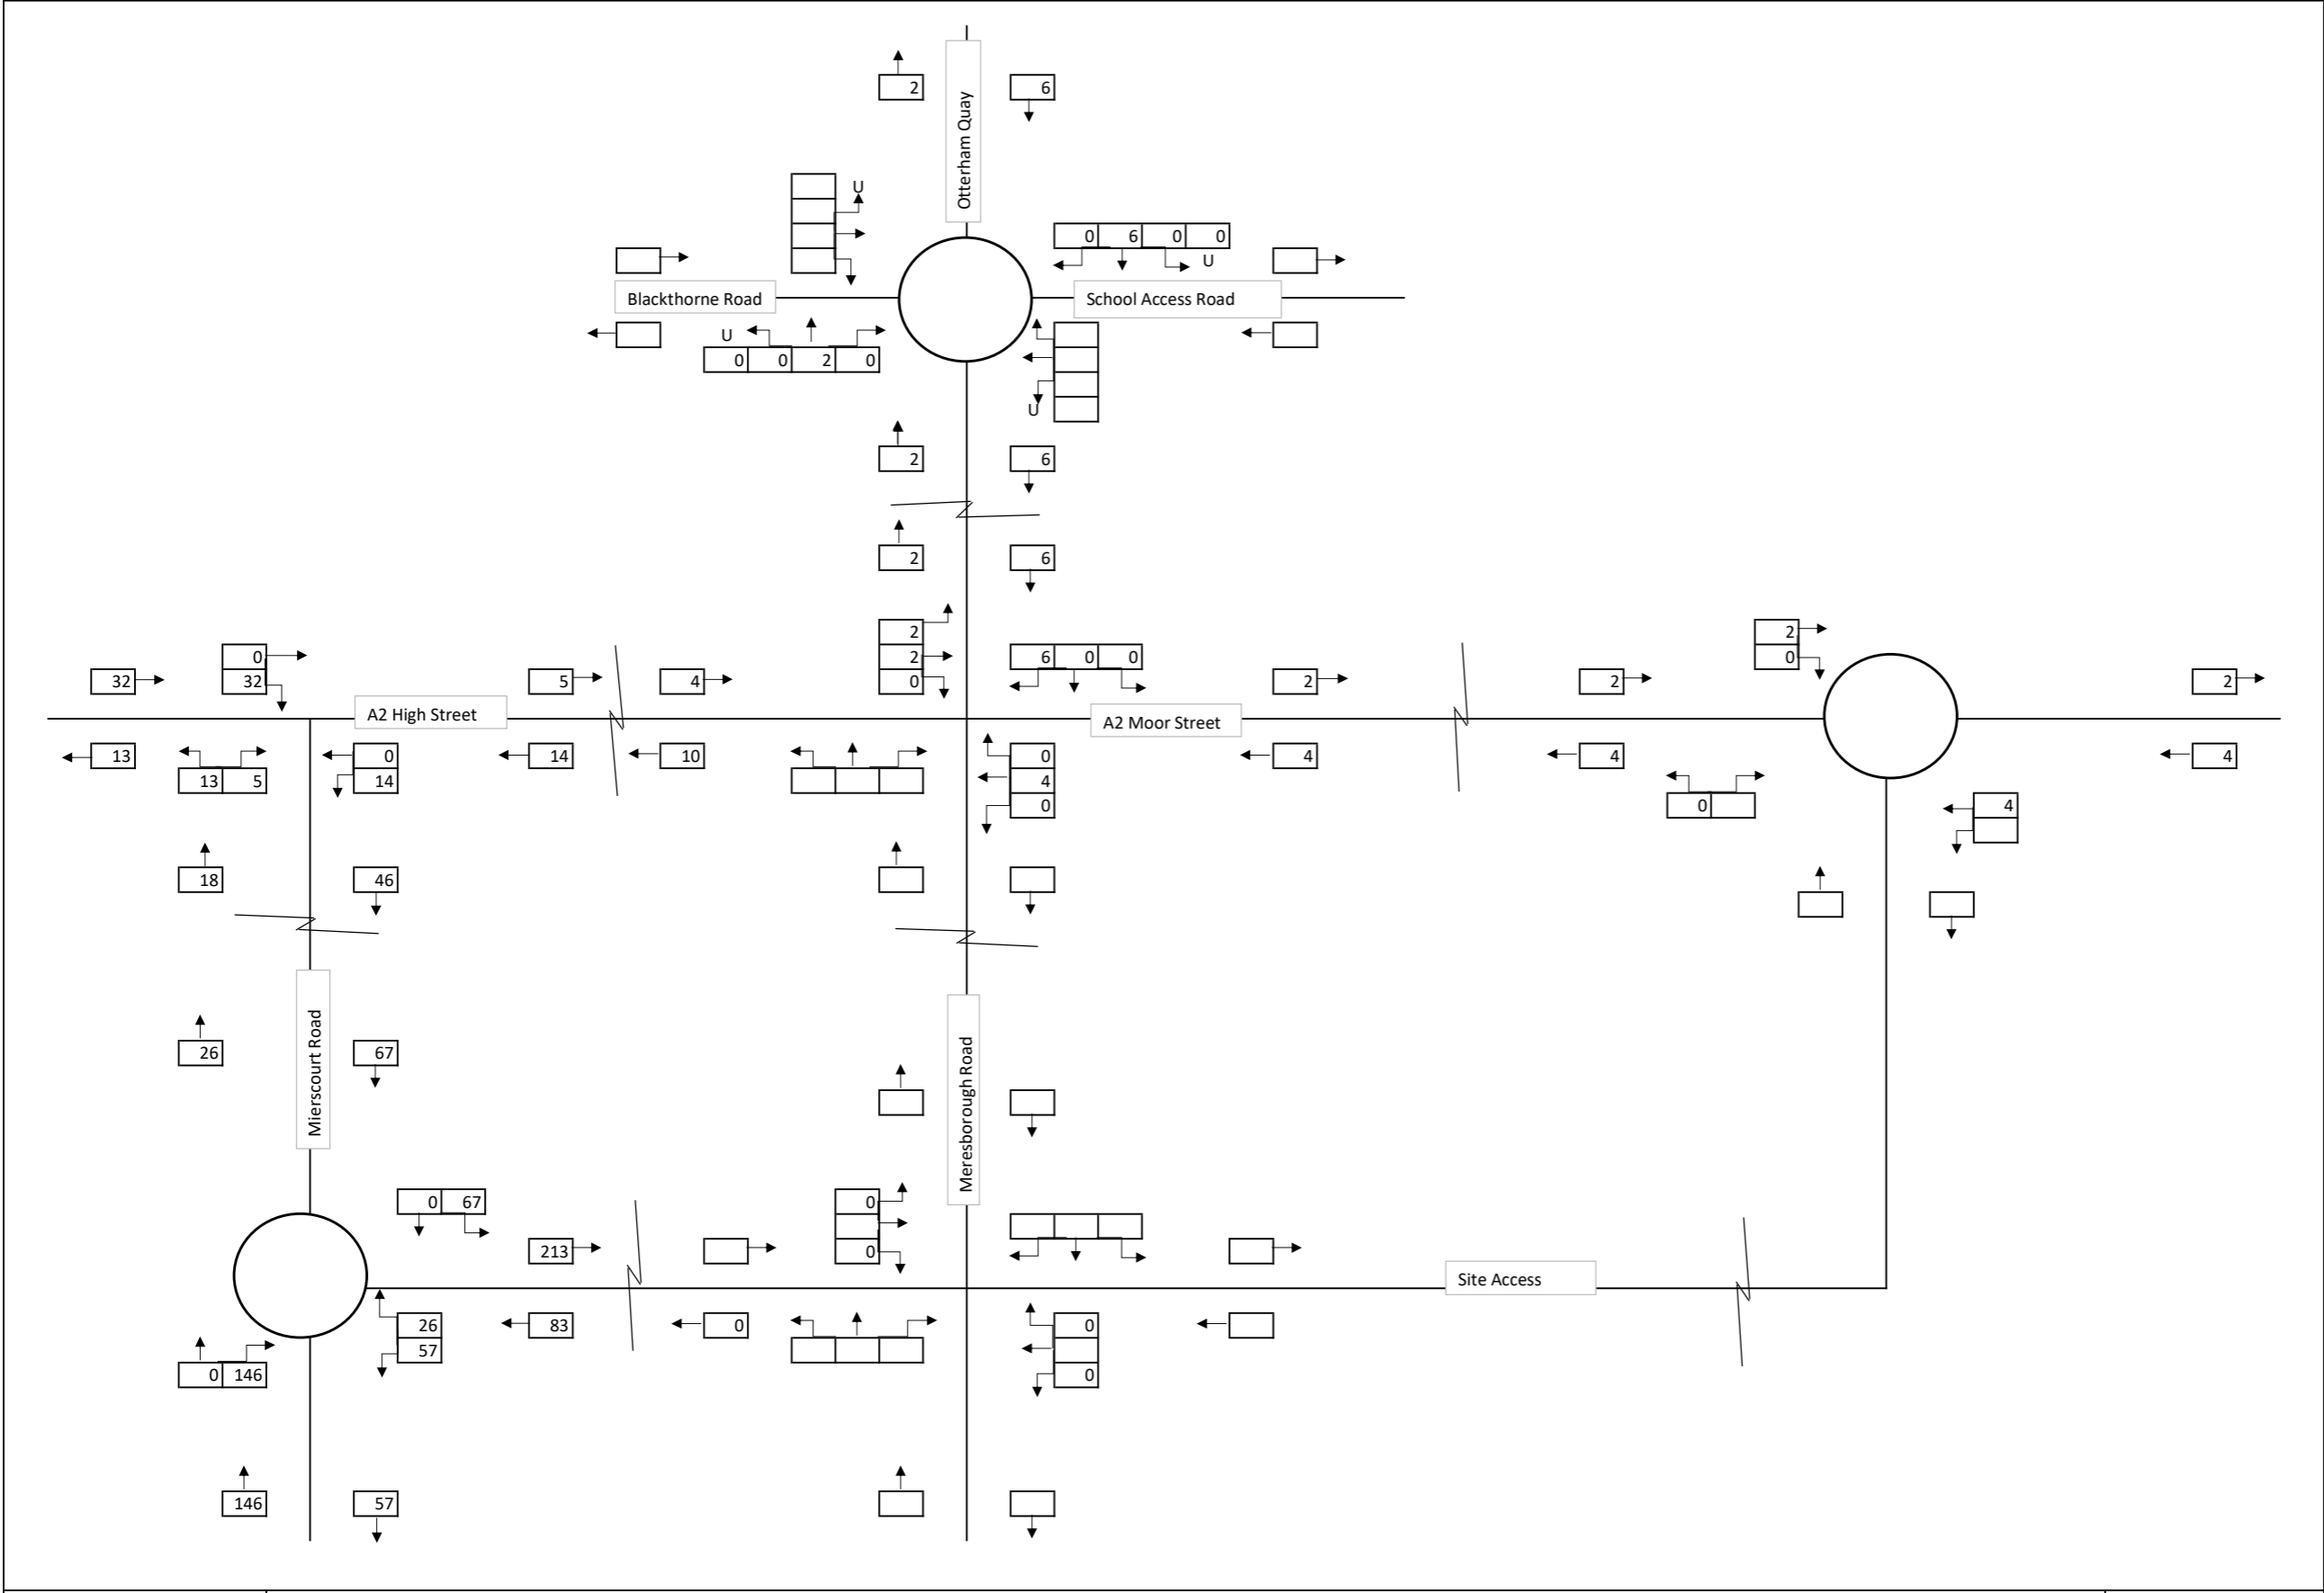 2 6
Otterham Quay
U
0 6 0 0
U
Blackthorne Road School Access Road
U
0 0 2 0
U
2 6
2 6
2
2
0
6 0 0
0
32
32 5 4 2 2 2
2
0
A2 High Street A2 Moor Street
13 14 10 4 4 4
13 5
0
14
0
4
0
0
4
18 46
Mierscourt Road
26 67
Meresborough Road
0 67
213
0
0
Site Access
26
57
83 0
0
0
0 146
146 57